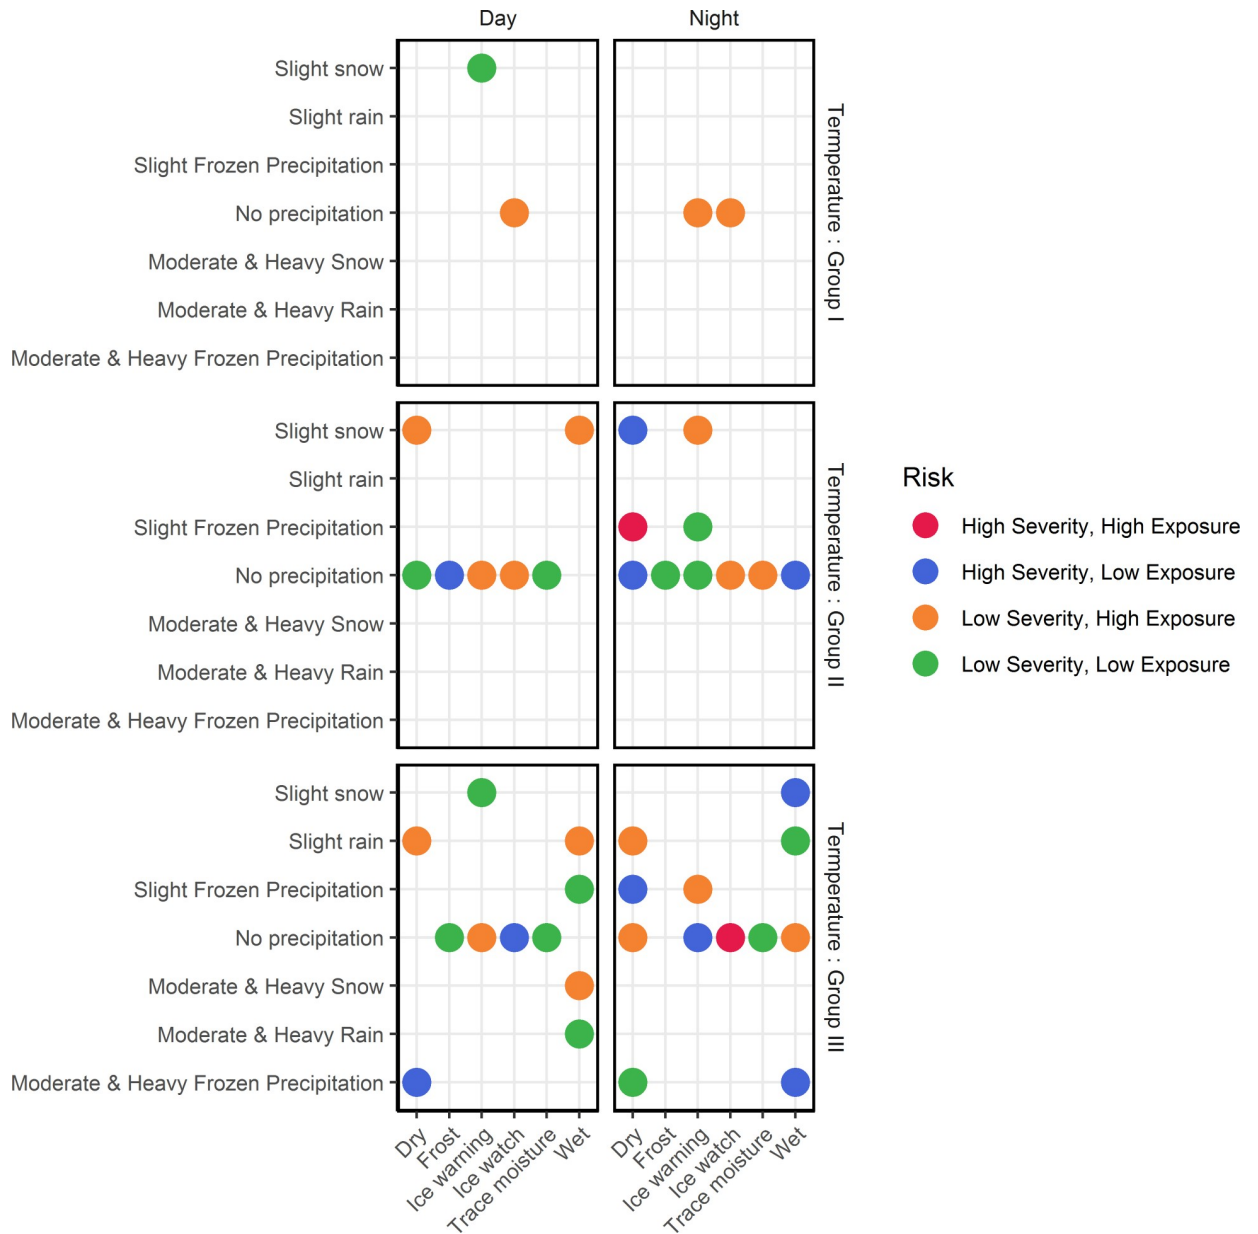 Day
Night
Slight snow
Slight rain
Slight Frozen Precipitation
No precipitation
Moderate & Heavy Snow
Moderate & Heavy Rain
Moderate & Heavy Frozen Precipitation
Termperature : Group I
Slight snow
Slight rain
Slight Frozen Precipitation
No precipitation
Moderate & Heavy Snow
Moderate & Heavy Rain
Moderate & Heavy Frozen Precipitation
Termperature : Group II
Slight snow
Slight rain
Slight Frozen Precipitation
No precipitation
Moderate & Heavy Snow
Moderate & Heavy Rain
Moderate & Heavy Frozen Precipitation
Termperature : Group III
Dry
Frost
Ice warning
Ice watch
Trace moisture
Wet
Dry
Frost
Ice warning
Ice watch
Trace moisture
Wet
Risk
High Severity, High Exposure
High Severity, Low Exposure
Low Severity, High Exposure
Low Severity, Low Exposure